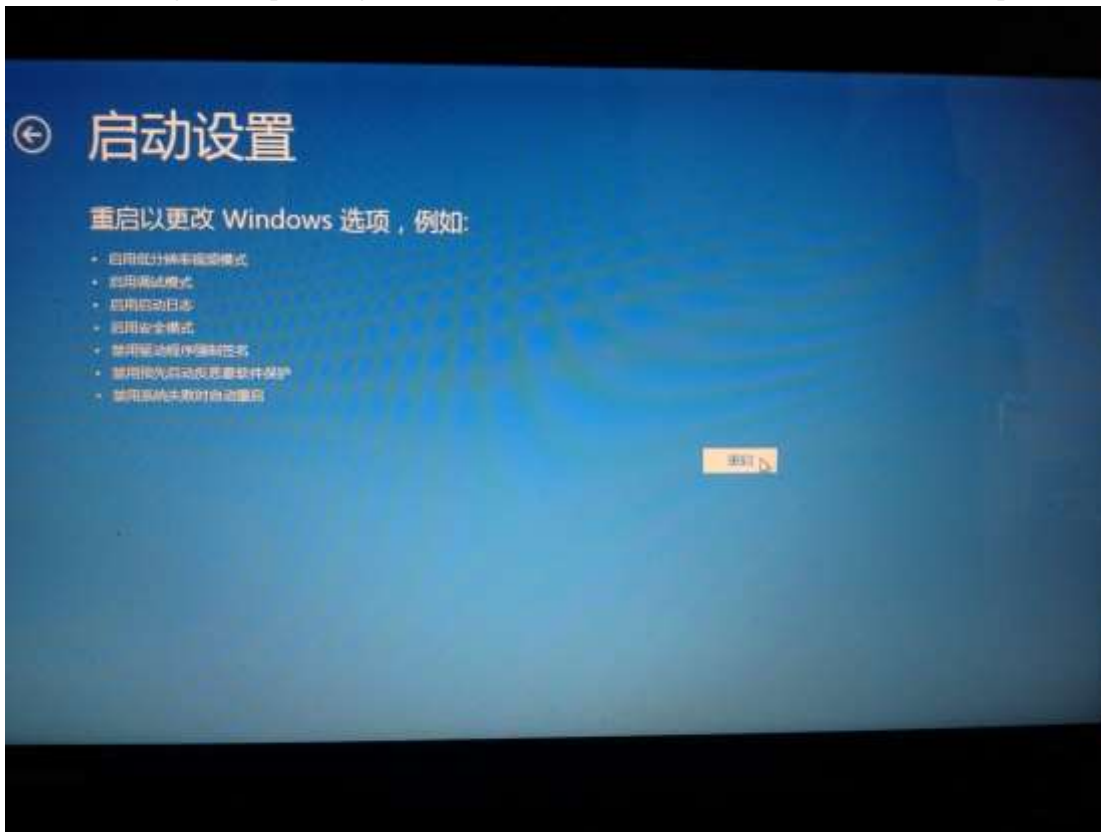 启动设置
重启以更改 Windows 选项，例如:
• 启用低分辨率视频模式
• 启用调试模式
• 启用启动日志
• 启用安全模式
• 禁用驱动程序强制签名
• 禁用预先启动反恶意软件保护
• 禁用系统失败时自动重启
重启